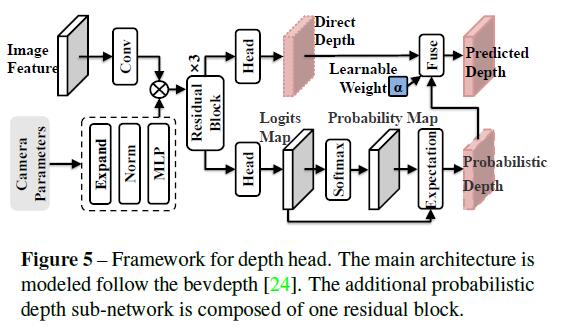 Image
Feature
Conv
Camera
Parameters
Expand
Norm
MLP
×3
Residual
Block
Head
Direct
Depth
Learnable
Weight
α
Fuse
Predicted
Depth
Head
Logits
Map
Softmax
Probability Map
Expectation
Probabilistic
Depth
Figure 5 – Framework for depth head. The main architecture is
modeled follow the bevdepth [24]. The additional probabilistic
depth sub-network is composed of one residual block.